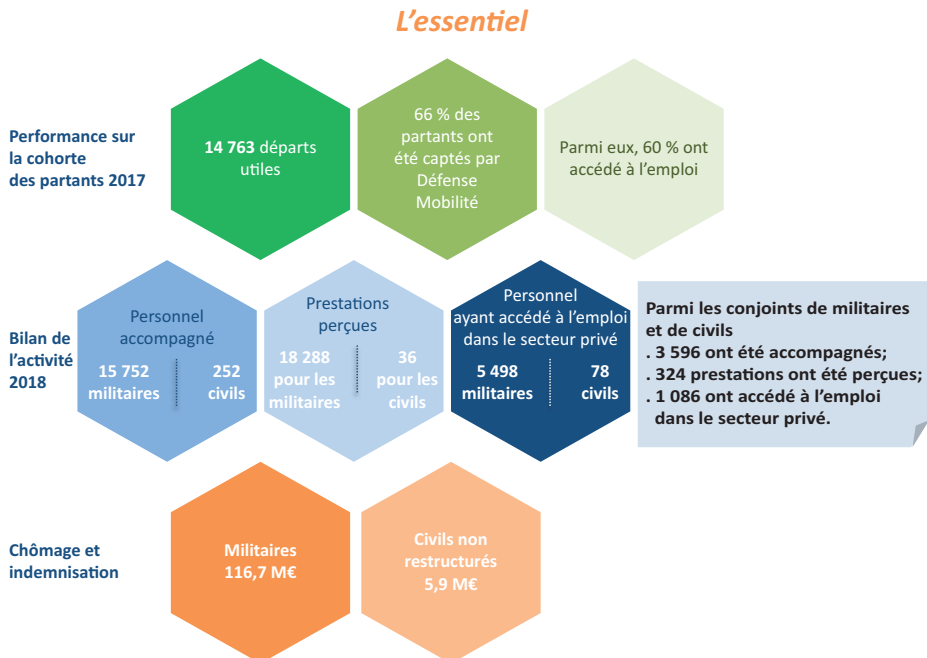 L'essentiel
Performance sur
la cohorte
des partants 2017
14 763 départs
utiles
66 % des
partants ont
été captés par
Défense
Mobilité
Parmi eux, 60 % ont
accédé à l'emploi
Bilan de
l'activité
2018
Personnel
accompagné
15 752
militaires
252
civils
Prestations
perçues
18 288
pour les
militaires
36
pour les
civils
Personnel
ayant accédé à l'emploi
dans le secteur privé
5 498
militaires
78
civils
Parmi les conjoints de militaires
et de civils
. 3 596 ont été accompagnés;
. 324 prestations ont été perçues;
. 1 086 ont accédé à l'emploi
dans le secteur privé.
Chômage et
indemnisation
Militaires
116,7 M€
Civils non
restructurés
5,9 M€